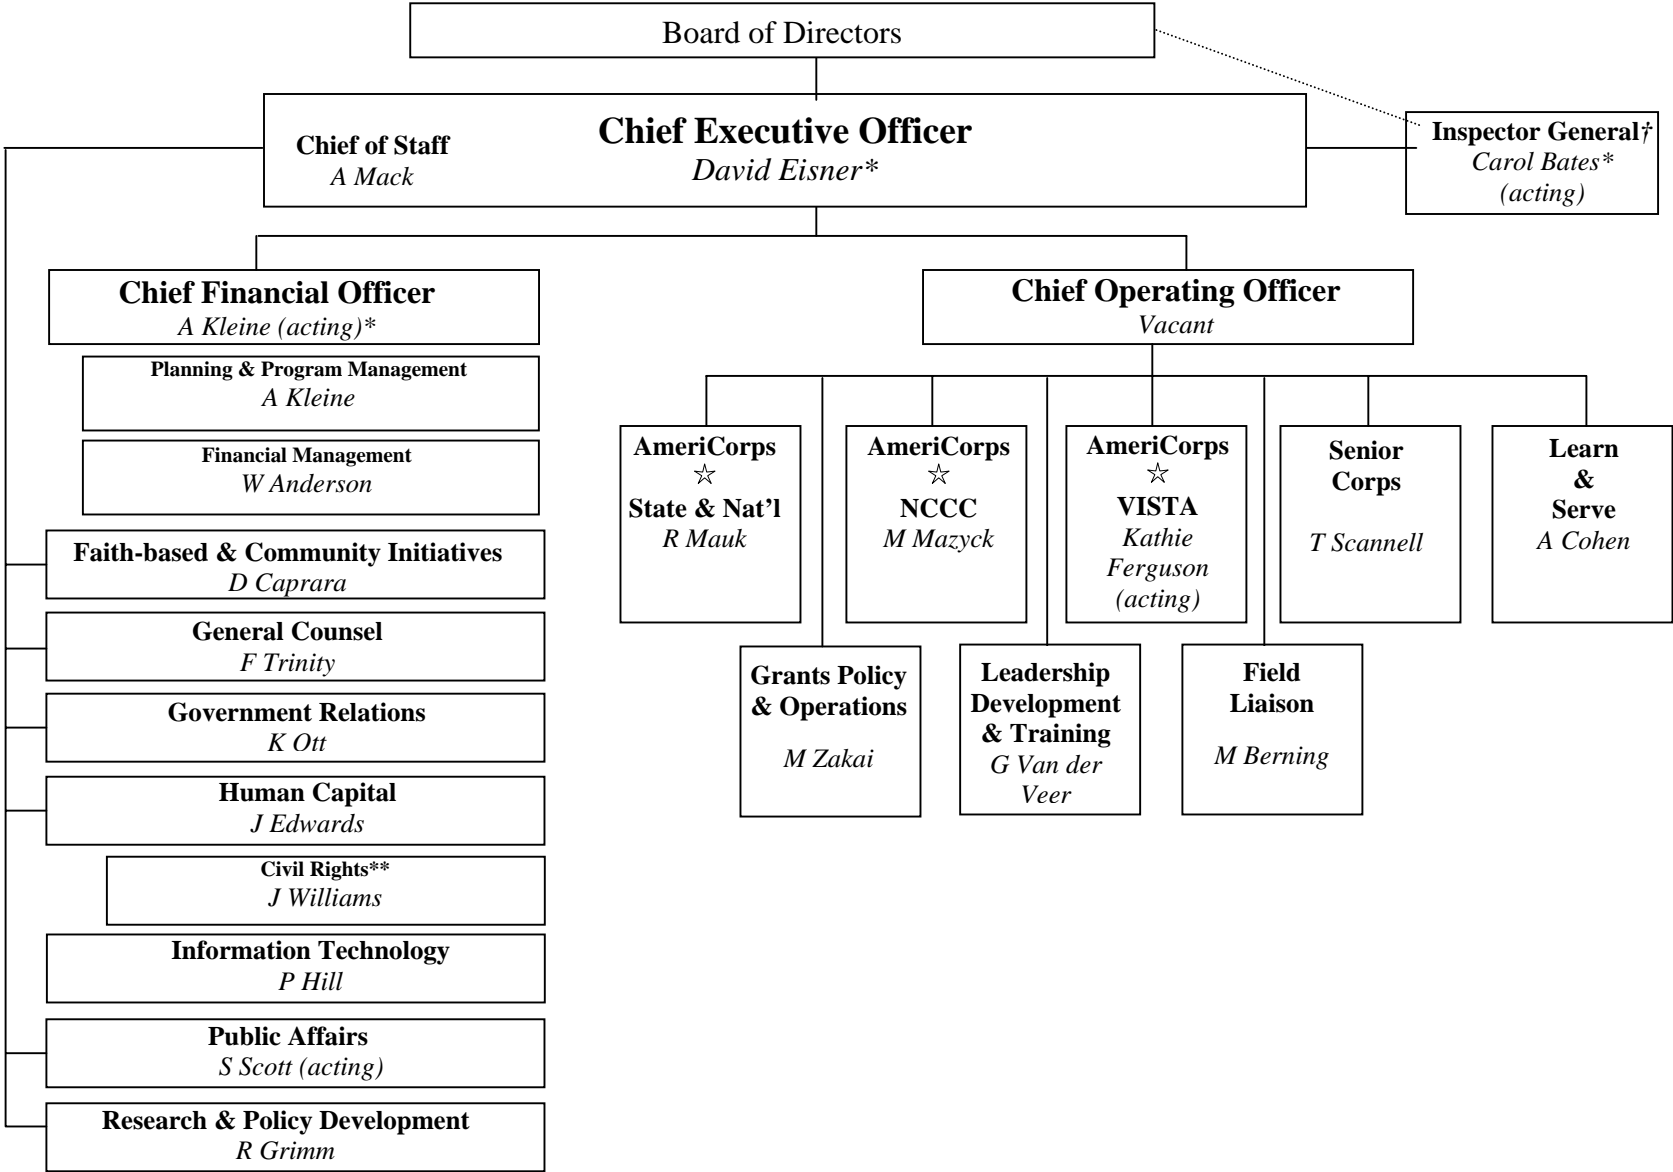 Board of Directors
Chief of Staff
A Mack
Chief Executive Officer
David Eisner*
Inspector General†
Carol Bates*
(acting)
Chief Financial Officer
A Kleine (acting)*
Planning & Program Management
A Kleine
Financial Management
W Anderson
Faith-based & Community Initiatives
D Caprara
General Counsel
F Trinity
Government Relations
K Ott
Human Capital
J Edwards
Civil Rights**
J Williams
Information Technology
P Hill
Public Affairs
S Scott (acting)
Research & Policy Development
R Grimm
Chief Operating Officer
Vacant
AmeriCorps
☆
State & Nat’l
R Mauk
AmeriCorps
☆
NCCC
M Mazyck
AmeriCorps
☆
VISTA
Kathie
Ferguson
(acting)
Senior
Corps
T Scannell
Learn
&
Serve
A Cohen
Grants Policy
& Operations
M Zakai
Leadership
Development
& Training
G Van der
Veer
Field
Liaison
M Berning